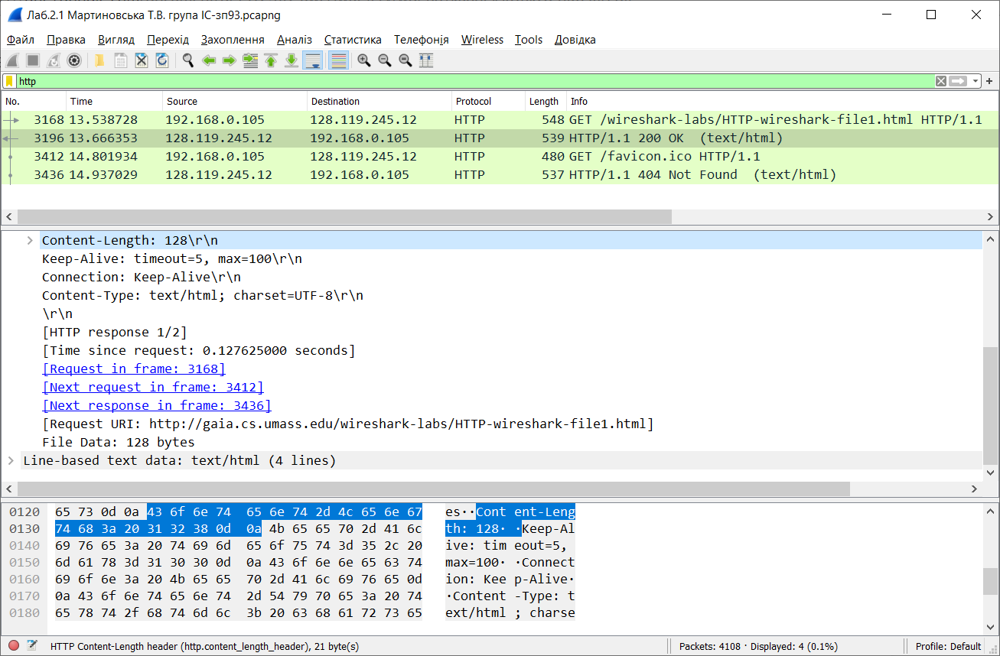 Лаб.2.1 Мартиновська Т.В. група ІС-зп93.pcapng
Файл Правка Вигляд Перехід Захоплення Аналіз Статистика Телефонія Wireless Tools Довідка
http
No. Time Source Destination Protocol Length Info
3168 13.538728 192.168.0.105 128.119.245.12 HTTP 548 GET /wireshark-labs/HTTP-wireshark-file1.html HTTP/1.1
3196 13.666353 128.119.245.12 192.168.0.105 HTTP 539 HTTP/1.1 200 OK (text/html)
3412 14.801934 192.168.0.105 128.119.245.12 HTTP 480 GET /favicon.ico HTTP/1.1
3436 14.937029 128.119.245.12 192.168.0.105 HTTP 537 HTTP/1.1 404 Not Found (text/html)
Content-Length: 128\r\n
Keep-Alive: timeout=5, max=100\r\n
Connection: Keep-Alive\r\n
Content-Type: text/html; charset=UTF-8\r\n
\r\n
[HTTP response 1/2]
[Time since request: 0.127625000 seconds]
[Request in frame: 3168]
[Next request in frame: 3412]
[Next response in frame: 3436]
[Request URI: http://gaia.cs.umass.edu/wireshark-labs/HTTP-wireshark-file1.html]
File Data: 128 bytes
Line-based text data: text/html (4 lines)
0120 65 73 0d 0a 43 6f 6e 74 65 6e 74 2d 4c 65 6e 67 es··Cont ent-Leng
0130 74 68 3a 20 31 32 38 0d 0a 4b 65 65 70 2d 41 6c th: 128· ·Keep-Al
0140 69 76 65 3a 20 74 69 6d 65 6f 75 74 3d 35 2c 20 ive: tim eout=5,
0150 6d 61 78 3d 31 30 30 0d 0a 43 6f 6e 6e 65 63 74 max=100· ·Connect
0160 69 6f 6e 3a 20 4b 65 65 70 2d 41 6c 69 76 65 0d ion: Kee p-Alive·
0170 0a 43 6f 6e 74 65 6e 74 2d 54 79 70 65 3a 20 74 ·Content -Type: t
0180 65 78 74 2f 68 74 6d 6c 3b 20 63 68 61 72 73 65 ext/html ; charse
HTTP Content-Length header (http.content_length_header), 21 byte(s) Packets: 4108 · Displayed: 4 (0.1%) Profile: Default